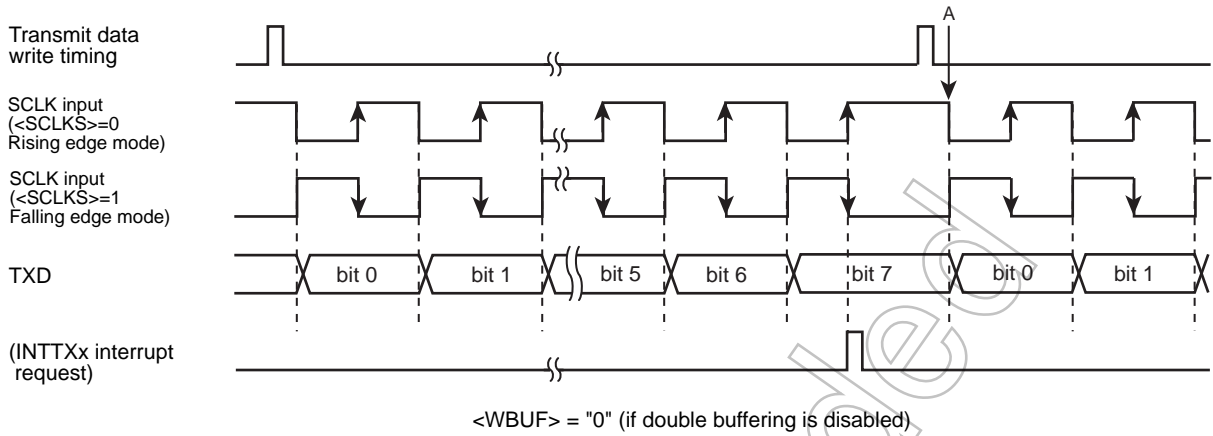 Transmit data
write timing
A
SCLK input
(<SCLKS>=0
Rising edge mode)
SCLK input
(<SCLKS>=1
Falling edge mode)
TXD
bit 0
bit 1
bit 5
bit 6
bit 7
bit 0
bit 1
(INTTXx interrupt
request)
<WBUF> = "0" (if double buffering is disabled)
ded